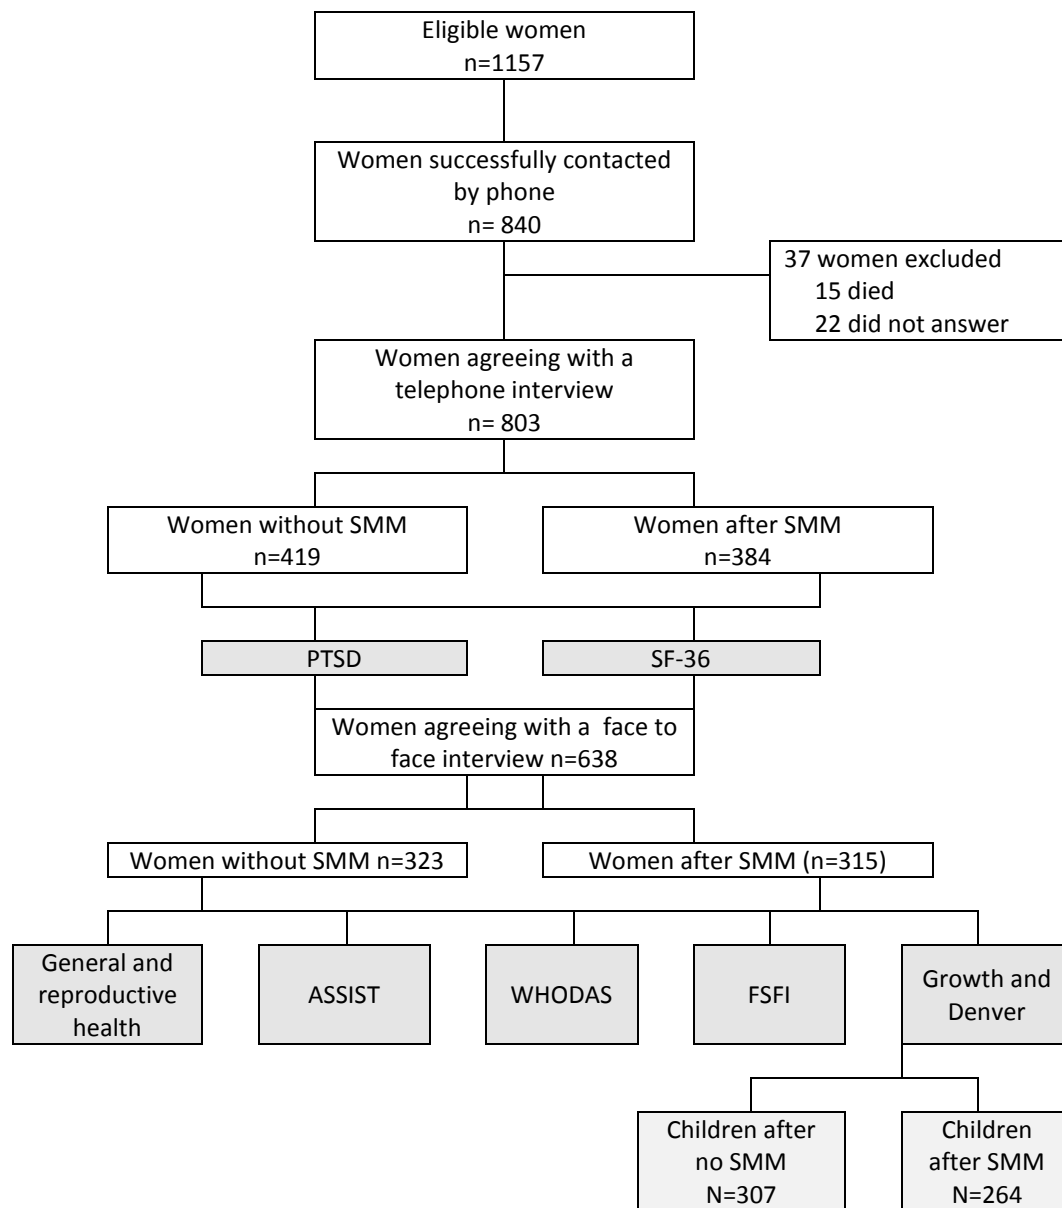 Eligible women
n=1157
Women successfully contacted
by phone
n= 840
37 women excluded
15 died
22 did not answer
Women agreeing with a
telephone interview
n= 803
Women without SMM
n=419
Women after SMM
n=384
PTSD
SF-36
Women agreeing with a  face to
face interview n=638
Women without SMM n=323
Women after SMM (n=315)
General and
reproductive
health
ASSIST
WHODAS
FSFI
Growth and
Denver
Children after
no SMM
N=307
Children
after SMM
N=264